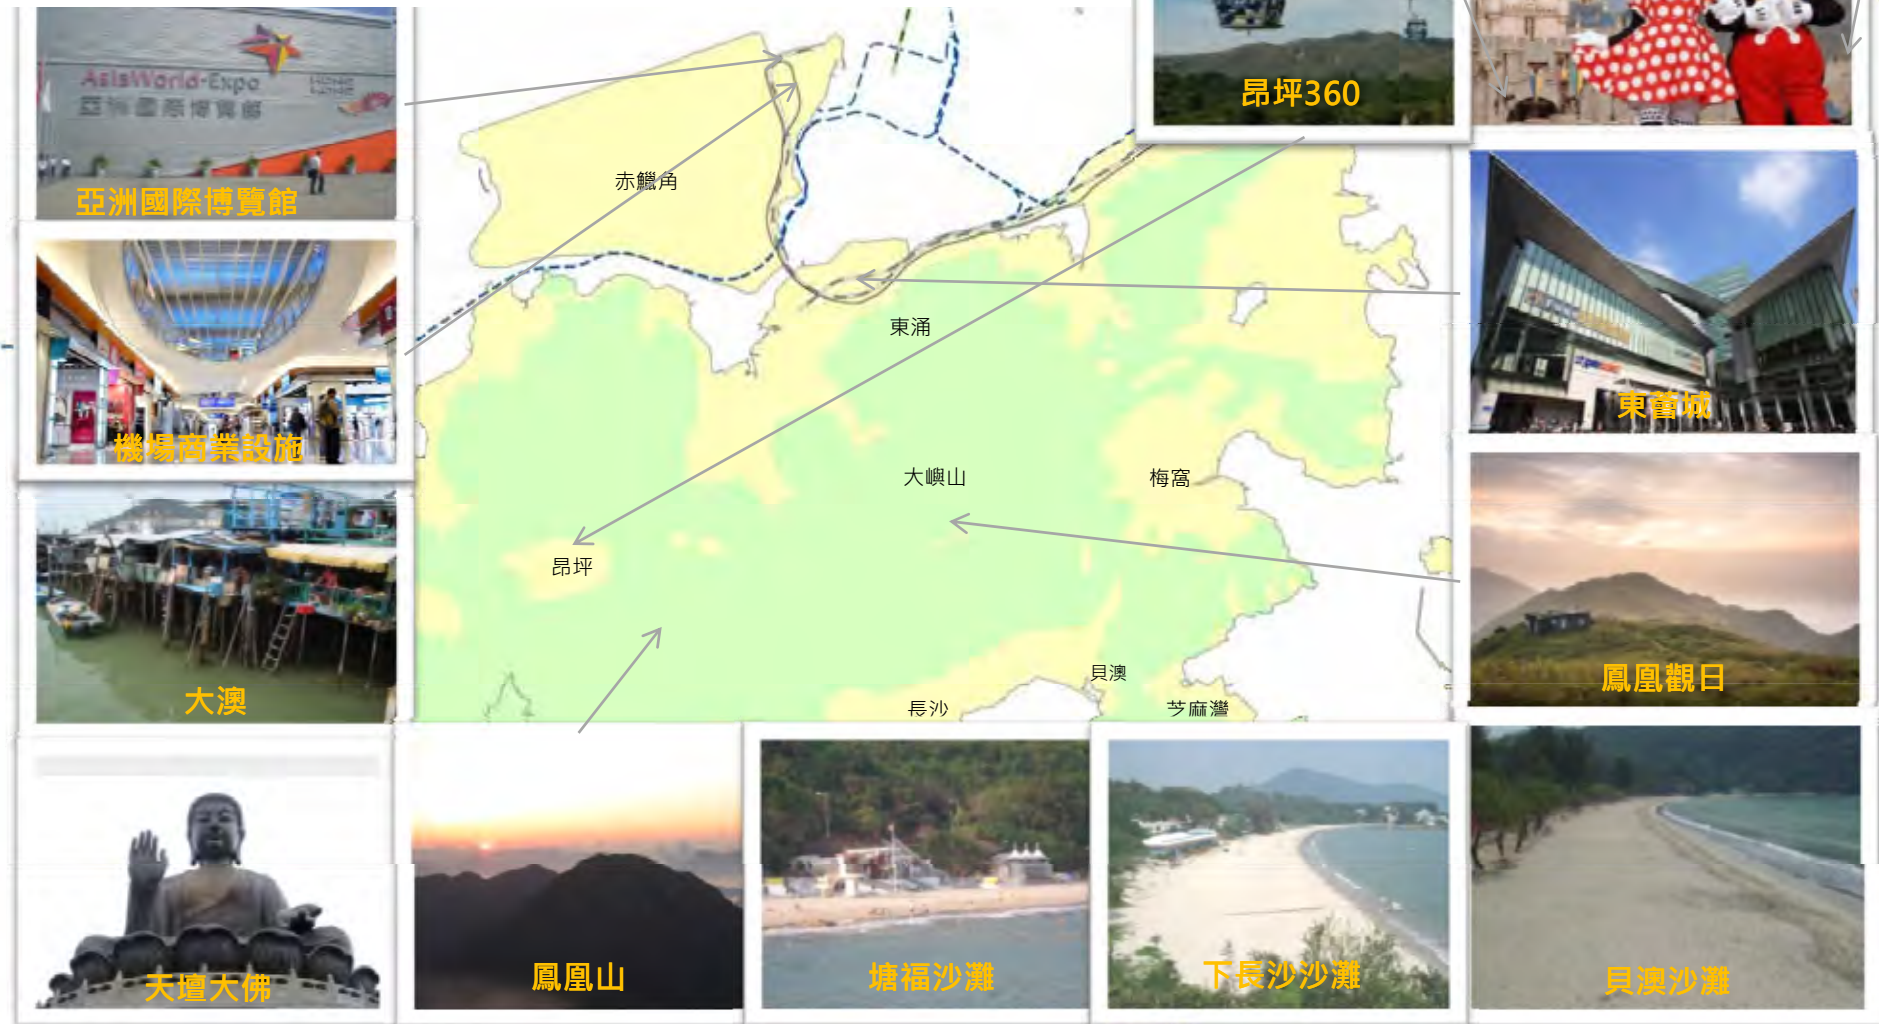 AsiaWorld-Expo
亞洲國際博覽館
亞洲國際博覽館
昂坪360
赤鱲角
機場商業設施
東涌
東薈城
大嶼山
梅窩
昂坪
大澳
鳳凰觀日
貝澳
長沙
芝麻灣
天壇大佛
鳳凰山
塘福沙灘
下長沙沙灘
貝澳沙灘